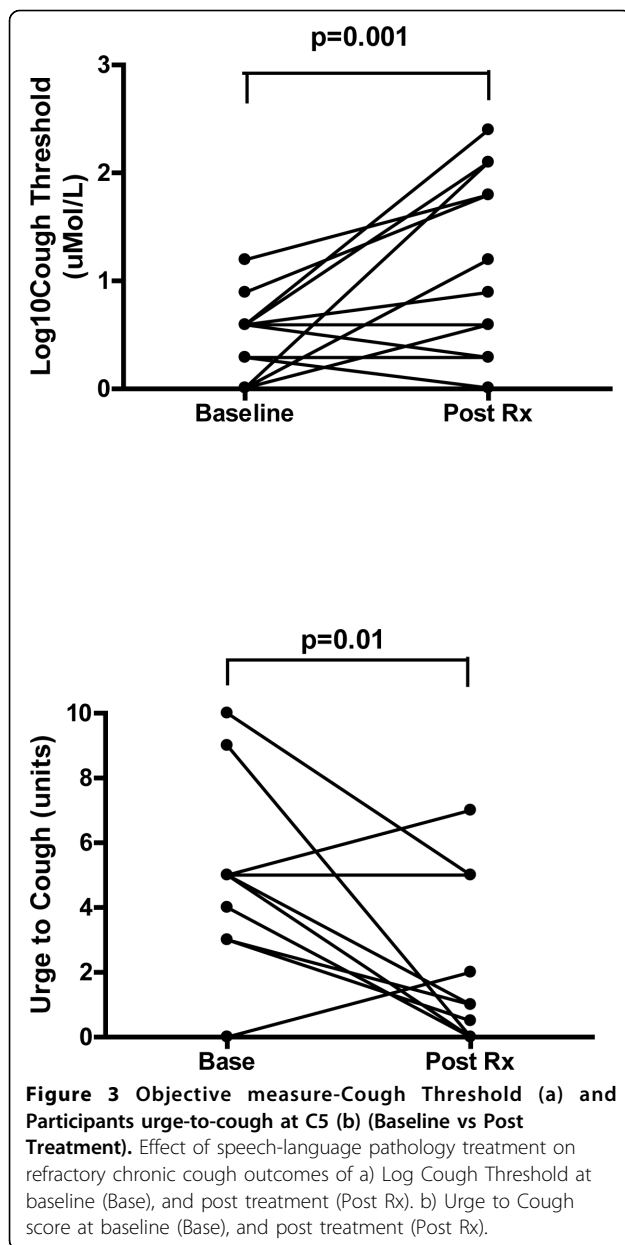 p=0.001
3
2
1
0
Log10Cough Threshold
(uMol/L)
Baseline
Post Rx
p=0.01
10
8
6
4
2
0
Urge to Cough (units)
Base
Post Rx
Figure 3 Objective measure-Cough Threshold (a) and
Participants urge-to-cough at C5 (b) (Baseline vs Post
Treatment). Effect of speech-language pathology treatment on
refractory chronic cough outcomes of a) Log Cough Threshold at
baseline (Base), and post treatment (Post Rx). b) Urge to Cough
score at baseline (Base), and post treatment (Post Rx).